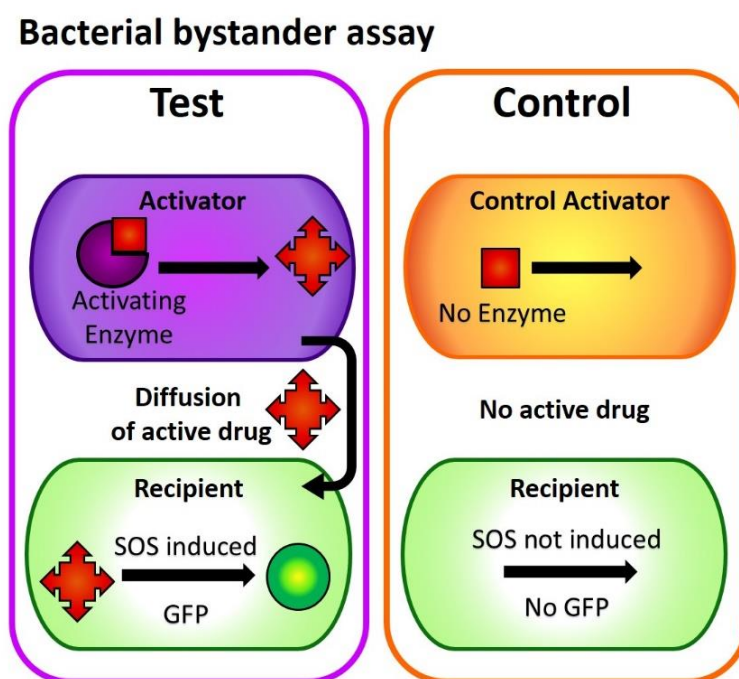 Bacterial bystander assay
Test
Activator
Activating
Enzyme
Diffusion
of active drug
Recipient
SOS induced
GFP
Control
Control Activator
No Enzyme
No active drug
Recipient
SOS not induced
No GFP